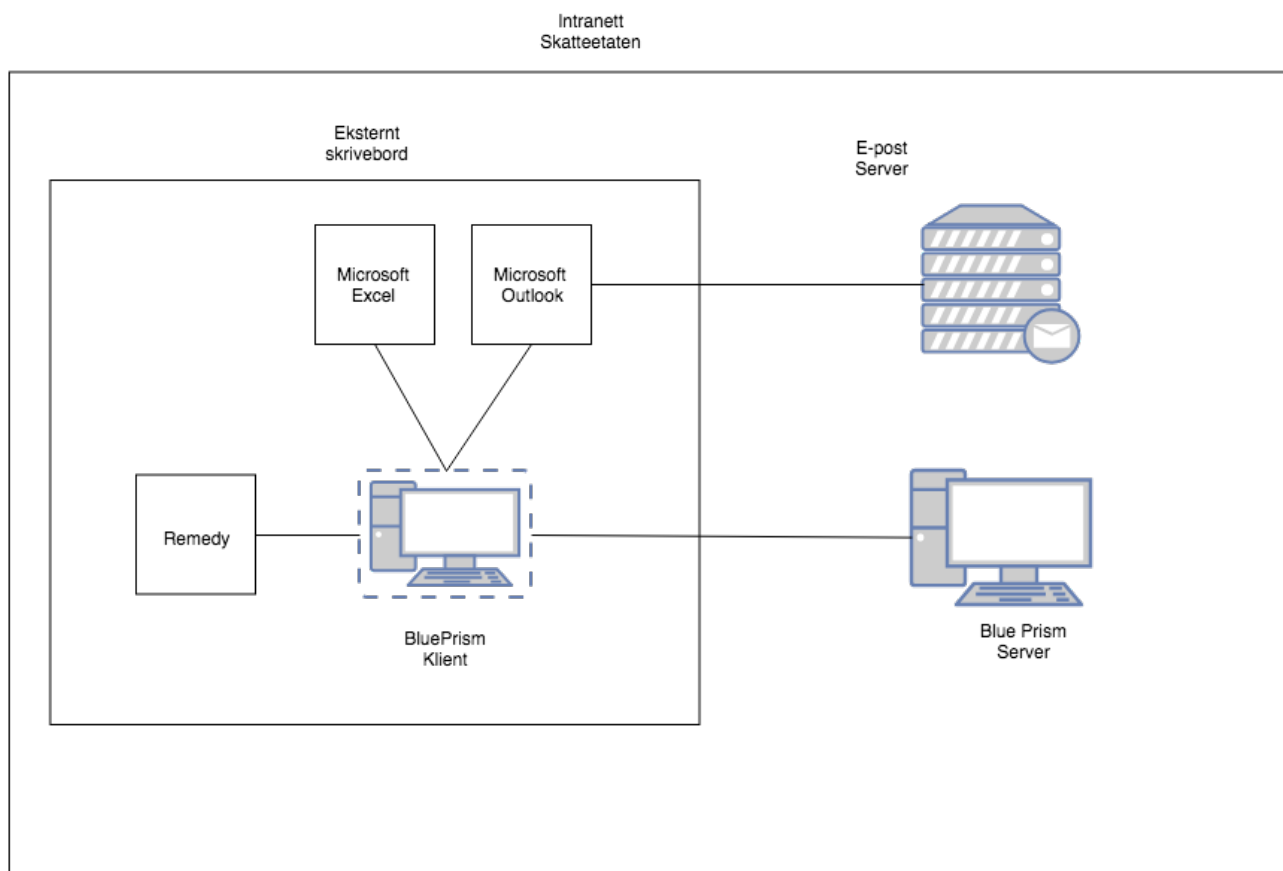 Intranett
Skatteetaten
Eksternt
skrivebord
E-post
Server
Microsoft
Excel
Microsoft
Outlook
Remedy
BluePrism
Klient
Blue Prism
Server